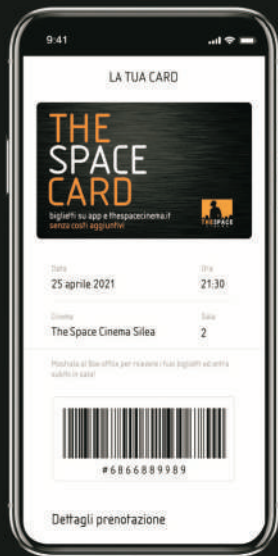 9:41
LA TUA CARD
THE
SPACE
CARD
biglietti su app e thespacecinema.it
senza costi aggiuntivi
THE SPACE
Data
Ora
25 aprile 2021
21:30
Cinema
Sala
The Space Cinema Silea
2
Mostrala al Box office per ricevere i tuoi biglietti ed entra
subito in sala!
#6866889989
Dettagli prenotazione